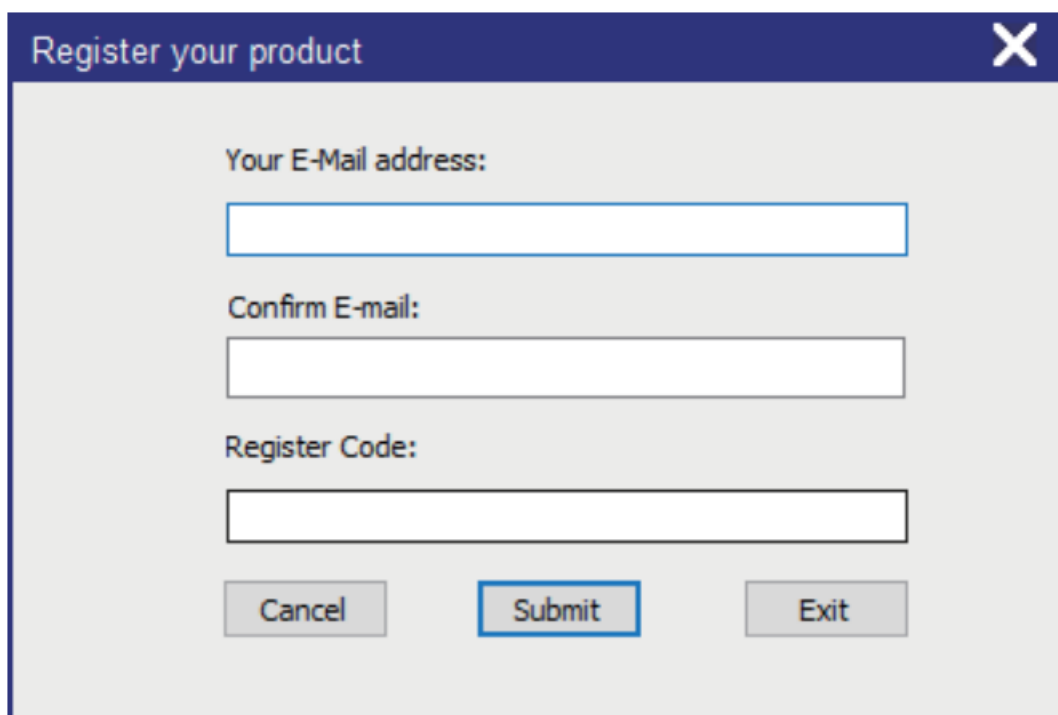 Register your product
Your E-Mail address:
Confirm E-mail:
Register Code:
Cancel Submit Exit